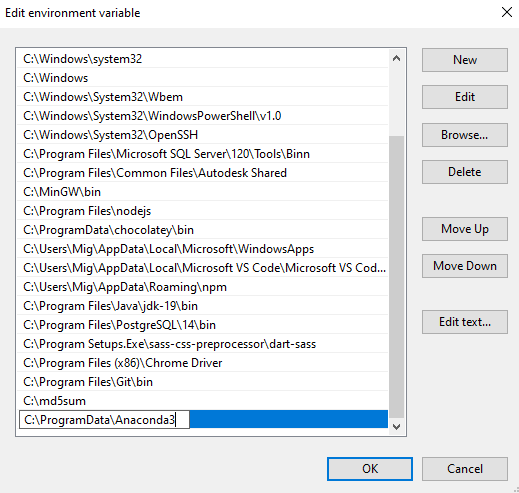 Edit environment variable
C:\Windows\system32
C:\Windows
C:\Windows\System32\Wbem
C:\Windows\System32\WindowsPowerShell\v1.0
C:\Windows\System32\OpenSSH
C:\Program Files\Microsoft SQL Server\120\Tools\Binn
C:\Program Files\Common Files\Autodesk Shared
C:\MinGW\bin
C:\Program Files\nodejs
C:\ProgramData\chocolatey\bin
C:\Users\Mig\AppData\Local\Microsoft\WindowsApps
C:\Users\Mig\AppData\Local\Microsoft VS Code\Microsoft VS Cod...
C:\Users\Mig\AppData\Roaming\npm
C:\Program Files\Java\jdk-19\bin
C:\Program Files\PostgreSQL\14\bin
C:\Program Setups.Exe\sass-css-preprocessor\dart-sass
C:\Program Files (x86)\Chrome Driver
C:\Program Files\Git\bin
C:\md5sum
C:\ProgramData\Anaconda3
New
Edit
Browse...
Delete
Move Up
Move Down
Edit text...
OK
Cancel